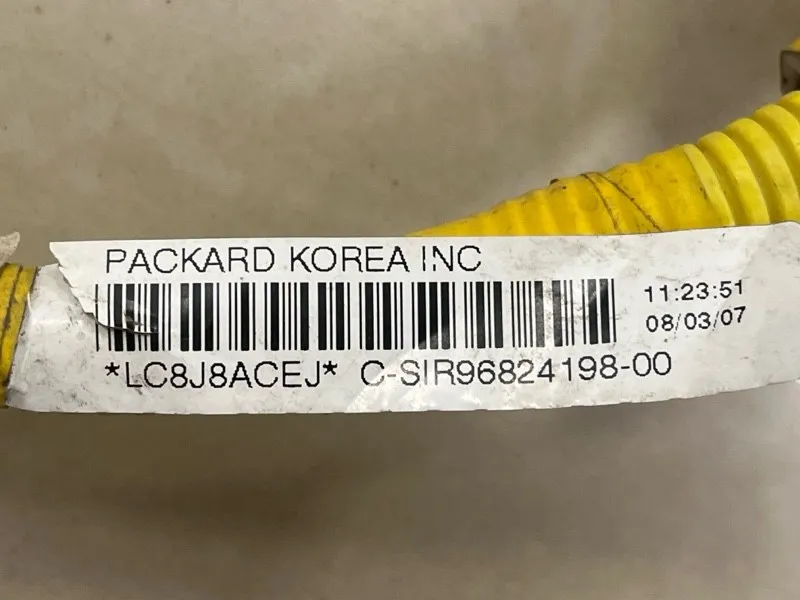 PACKARD KOREA INC
11:23:51
08/03/07
*LC8J8ACEJ* C-SIR96824198-00